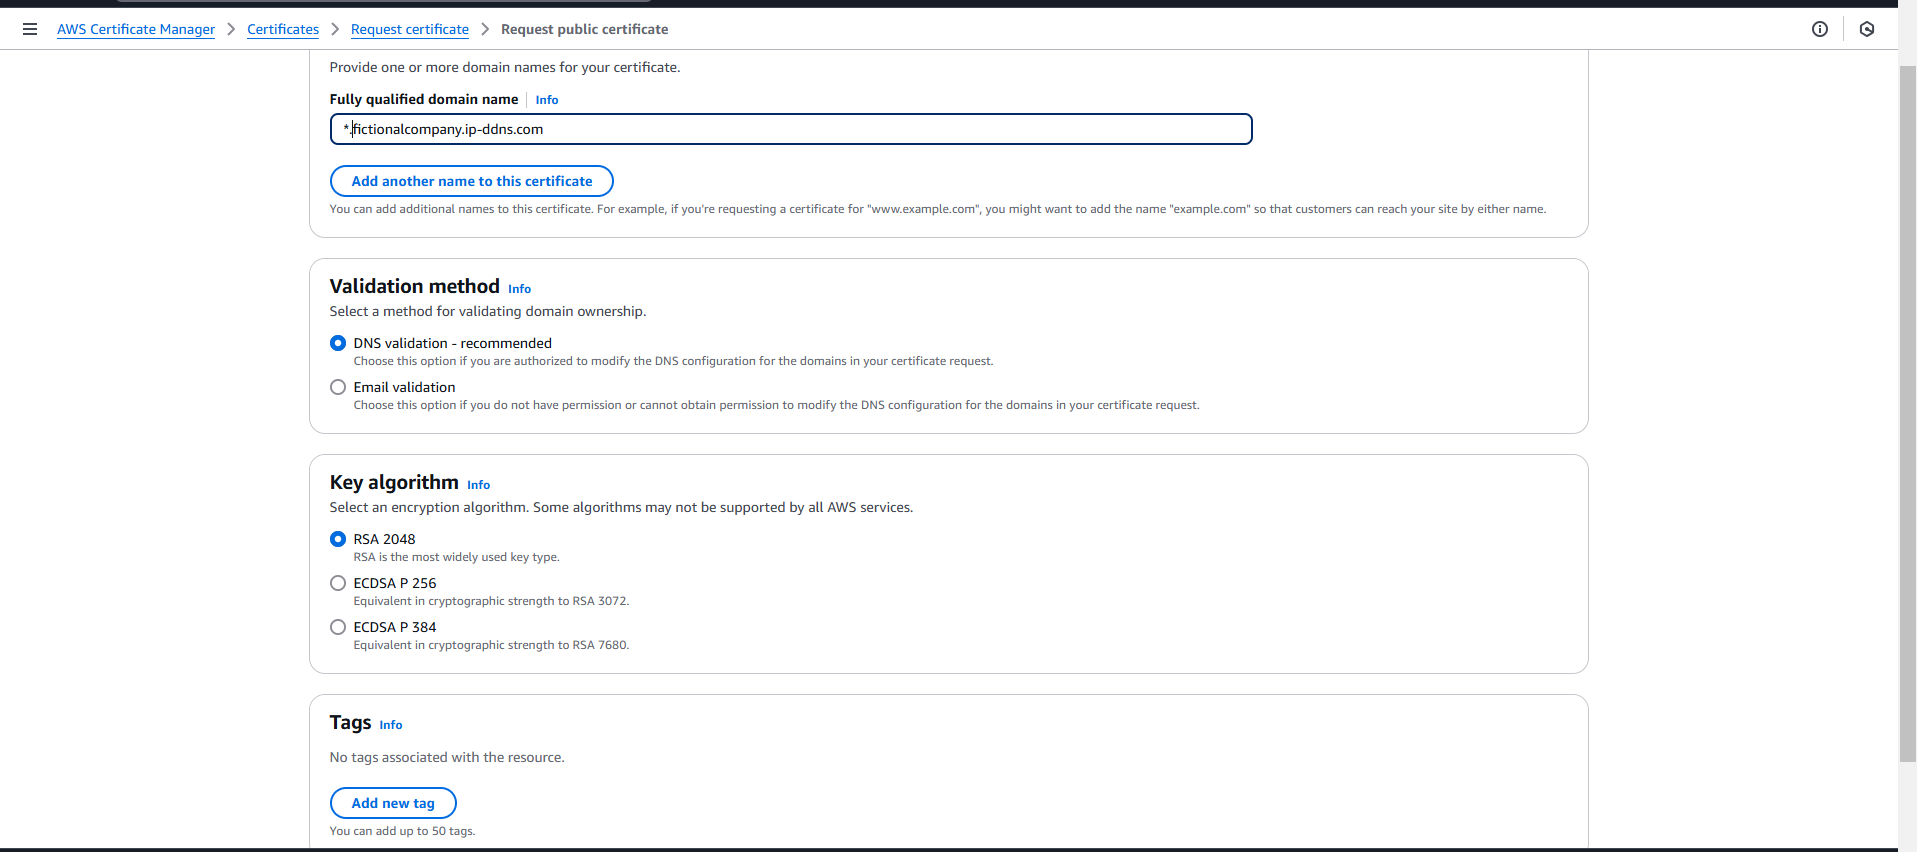 AWS Certificate Manager > Certificates > Request certificate > Request public certificate
Provide one or more domain names for your certificate.
Fully qualified domain name | Info
*.fictionalcompany.ip-ddns.com
Add another name to this certificate
You can add additional names to this certificate. For example, if you're requesting a certificate for "www.example.com", you might want to add the name "example.com" so that customers can reach your site by either name.
Validation method Info
Select a method for validating domain ownership.
DNS validation - recommended
Choose this option if you are authorized to modify the DNS configuration for the domains in your certificate request.
Email validation
Choose this option if you do not have permission or cannot obtain permission to modify the DNS configuration for the domains in your certificate request.
Key algorithm Info
Select an encryption algorithm. Some algorithms may not be supported by all AWS services.
RSA 2048
RSA is the most widely used key type.
ECDSA P 256
Equivalent in cryptographic strength to RSA 3072.
ECDSA P 384
Equivalent in cryptographic strength to RSA 7680.
Tags Info
No tags associated with the resource.
Add new tag
You can add up to 50 tags.